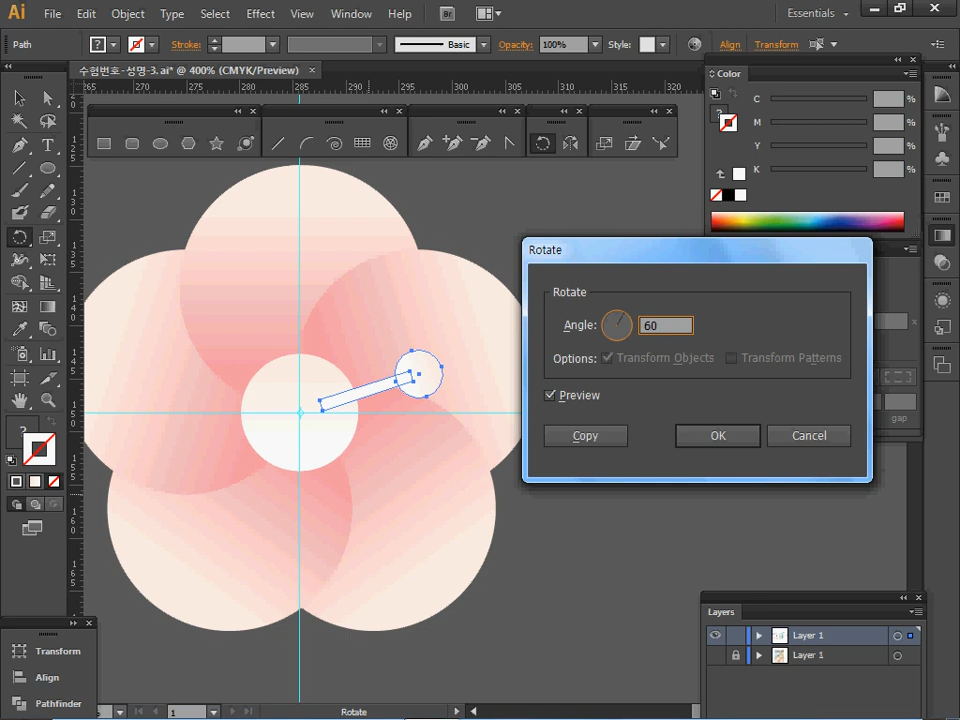 Ai File Edit Object Type Select Effect View Window Help Br Essentials
Path ? Stroke: Basic Opacity: 100% Style: Align Transform
수험번호-성명-3.ai* @ 400% (CMYK/Preview) ×
265 270 275 280 285 290 295 300 305 310 315 320
Color
C %
M %
Y %
K %
Rotate
Rotate
Angle: 60
Options: Transform Objects Transform Patterns
Preview
Copy OK Cancel
gap
Layers
Layer 1
Layer 1
Transform
Align
Pathfinder
1 Rotate